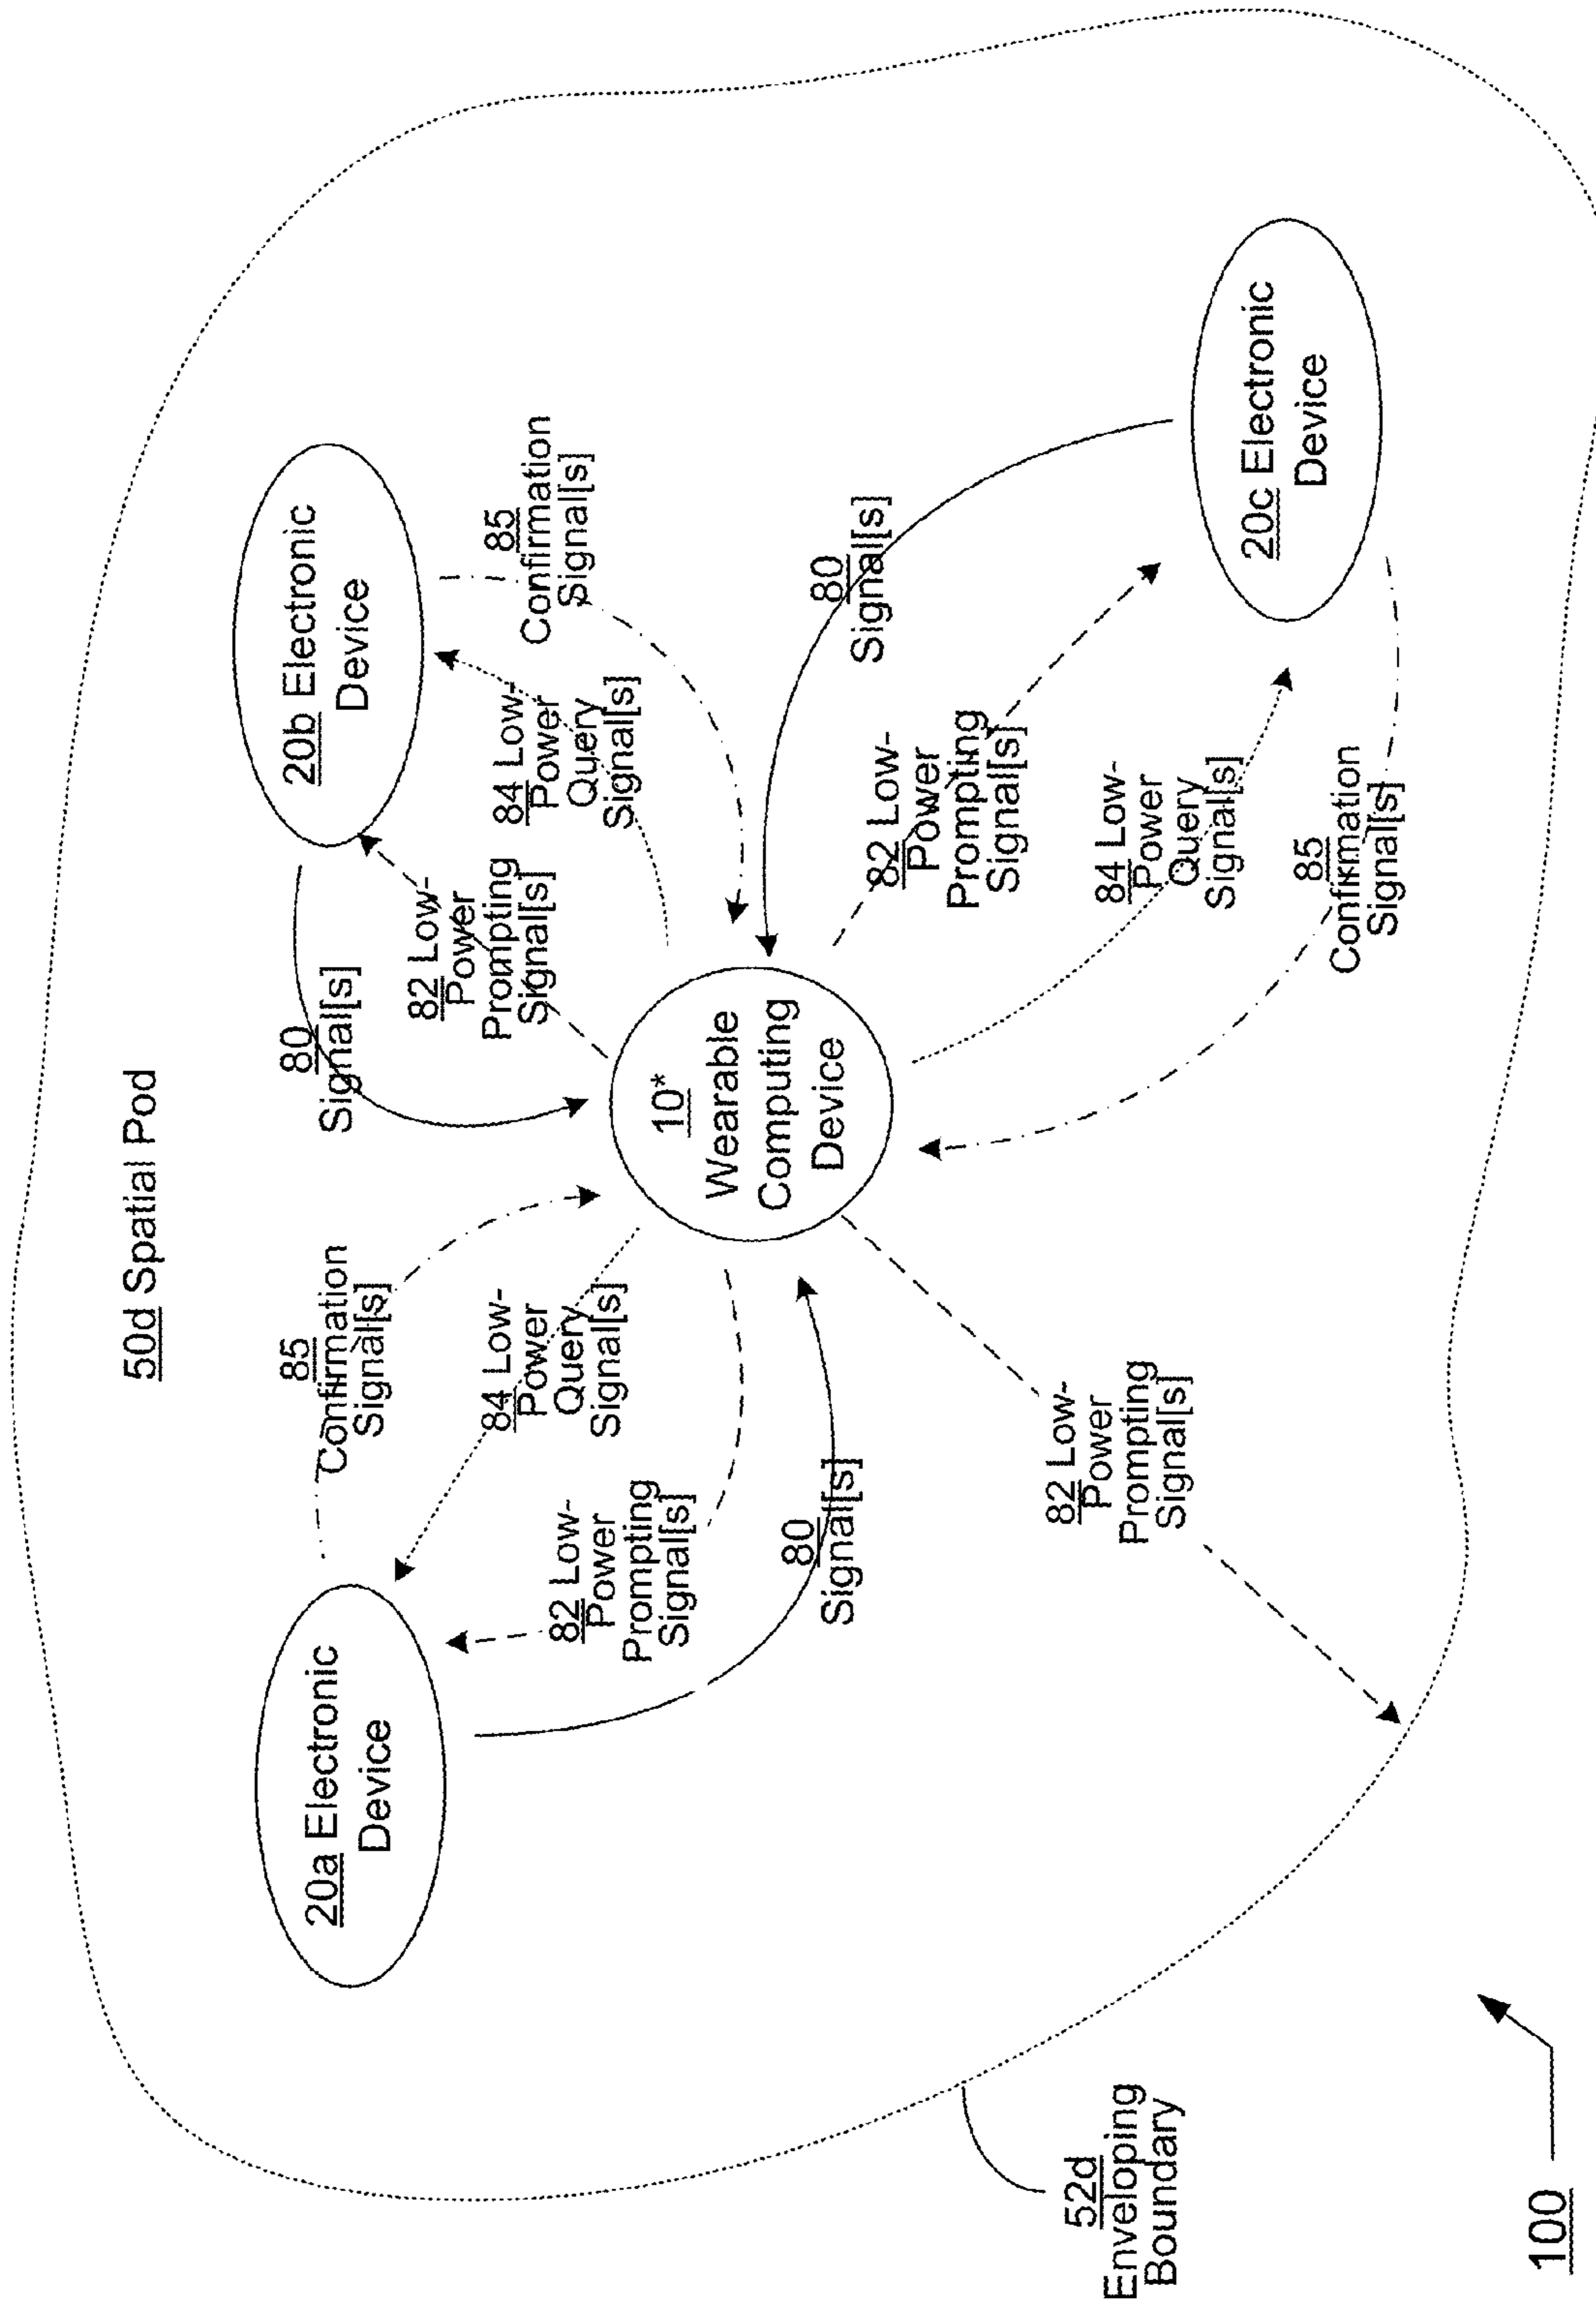 50d Spatial Pod
20a Electronic
Device
85
Confirmation
Signal[s]
80
Signal[s]
20b Electronic
Device
84 Low-
Power
Query
Signal[s]
82 Low-
Power
Prompting
Signal[s]
82 Low-
Power
Prompting
Signal[s]
84 Low-
Power
Query
Signal[s]
85
Confirmation
Signal[s]
80
Signal[s]
10*
Wearable
Computing
Device
80
Signal[s]
82 Low-
Power
Prompting
Signal[s]
82 Low-
Power
Prompting
Signal[s]
84 Low-
Power
Query
Signal[s]
85
Confirmation
Signal[s]
20c Electronic
Device
52d
Enveloping
Boundary
100